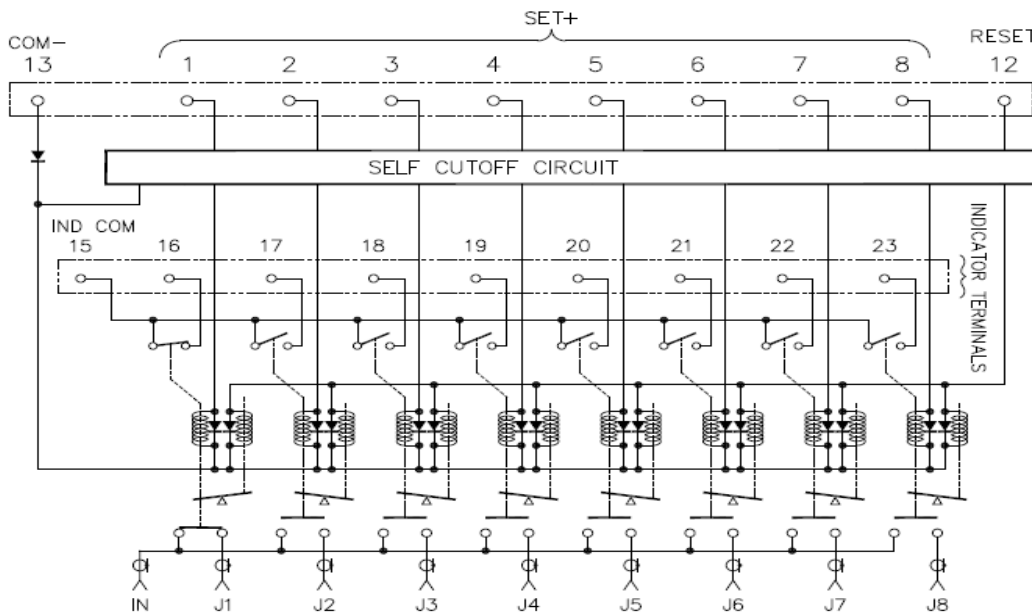 SET+
COM- RESET
13 1 2 3 4 5 6 7 8 12
SELF CUTOFF CIRCUIT
IND COM
15 16 17 18 19 20 21 22 23
INDICATOR TERMINALS
IN J1 J2 J3 J4 J5 J6 J7 J8